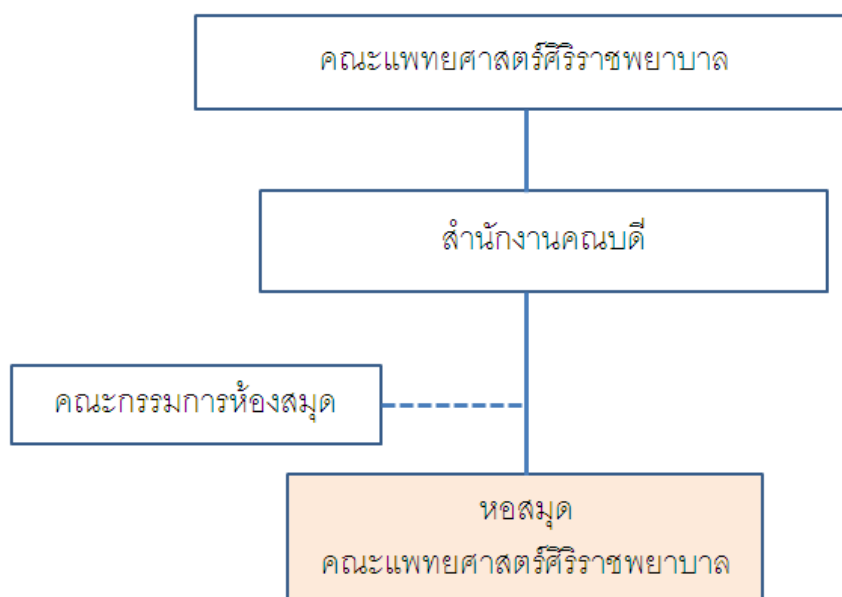 คณะแพทยศาสตร์ศิริราชพยาบาล
สำนักงานคณบดี
คณะกรรมการห้องสมุด
หอสมุด
คณะแพทยศาสตร์ศิริราชพยาบาล